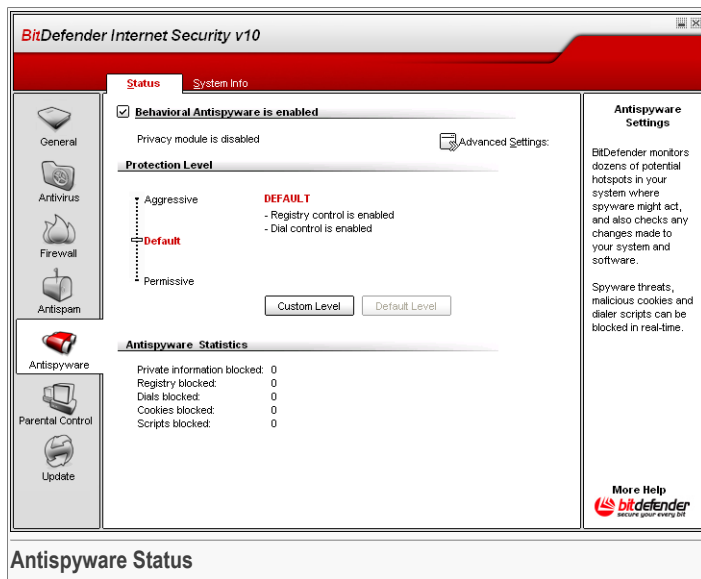 BitDefender Internet Security v10
Status
System Info
General
Antivirus
Firewall
Antispam
Antispyware
Parental Control
Update
Behavioral Antispyware is enabled
Privacy module is disabled
Advanced Settings:
Protection Level
Aggressive
Default
Permissive
DEFAULT
- Registry control is enabled
- Dial control is enabled
Custom Level
Default Level
Antispyware Statistics
Private information blocked: 0
Registry blocked: 0
Dials blocked: 0
Cookies blocked: 0
Scripts blocked: 0
Antispyware
Settings
BitDefender monitors
dozens of potential
hotspots in your
system where
spyware might act,
and also checks any
changes made to
your system and
software.
Spyware threats,
malicious cookies and
dialer scripts can be
blocked in real-time.
More Help
bitdefender
secure your every bit
Antispyware Status